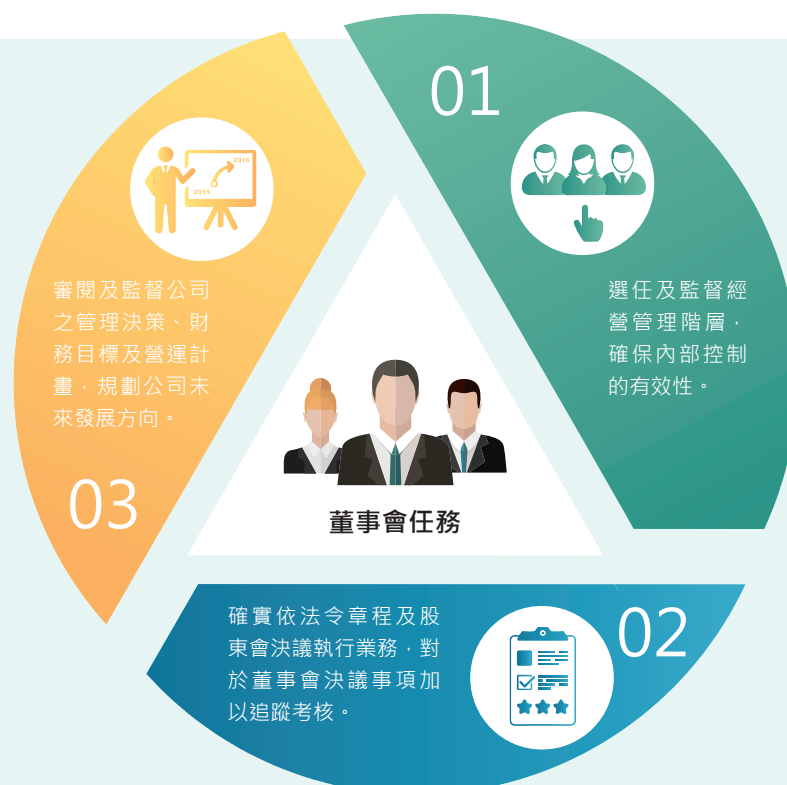 01
選任及監督經
營管理階層，
確保內部控制
的有效性。
02
確實依法令章程及股
東會決議執行業務，對
於董事會決議事項加
以追蹤考核。
03
審閱及監督公司
之管理決策、財
務目標及營運計
畫，規劃公司未
來發展方向。
2015
董事會任務